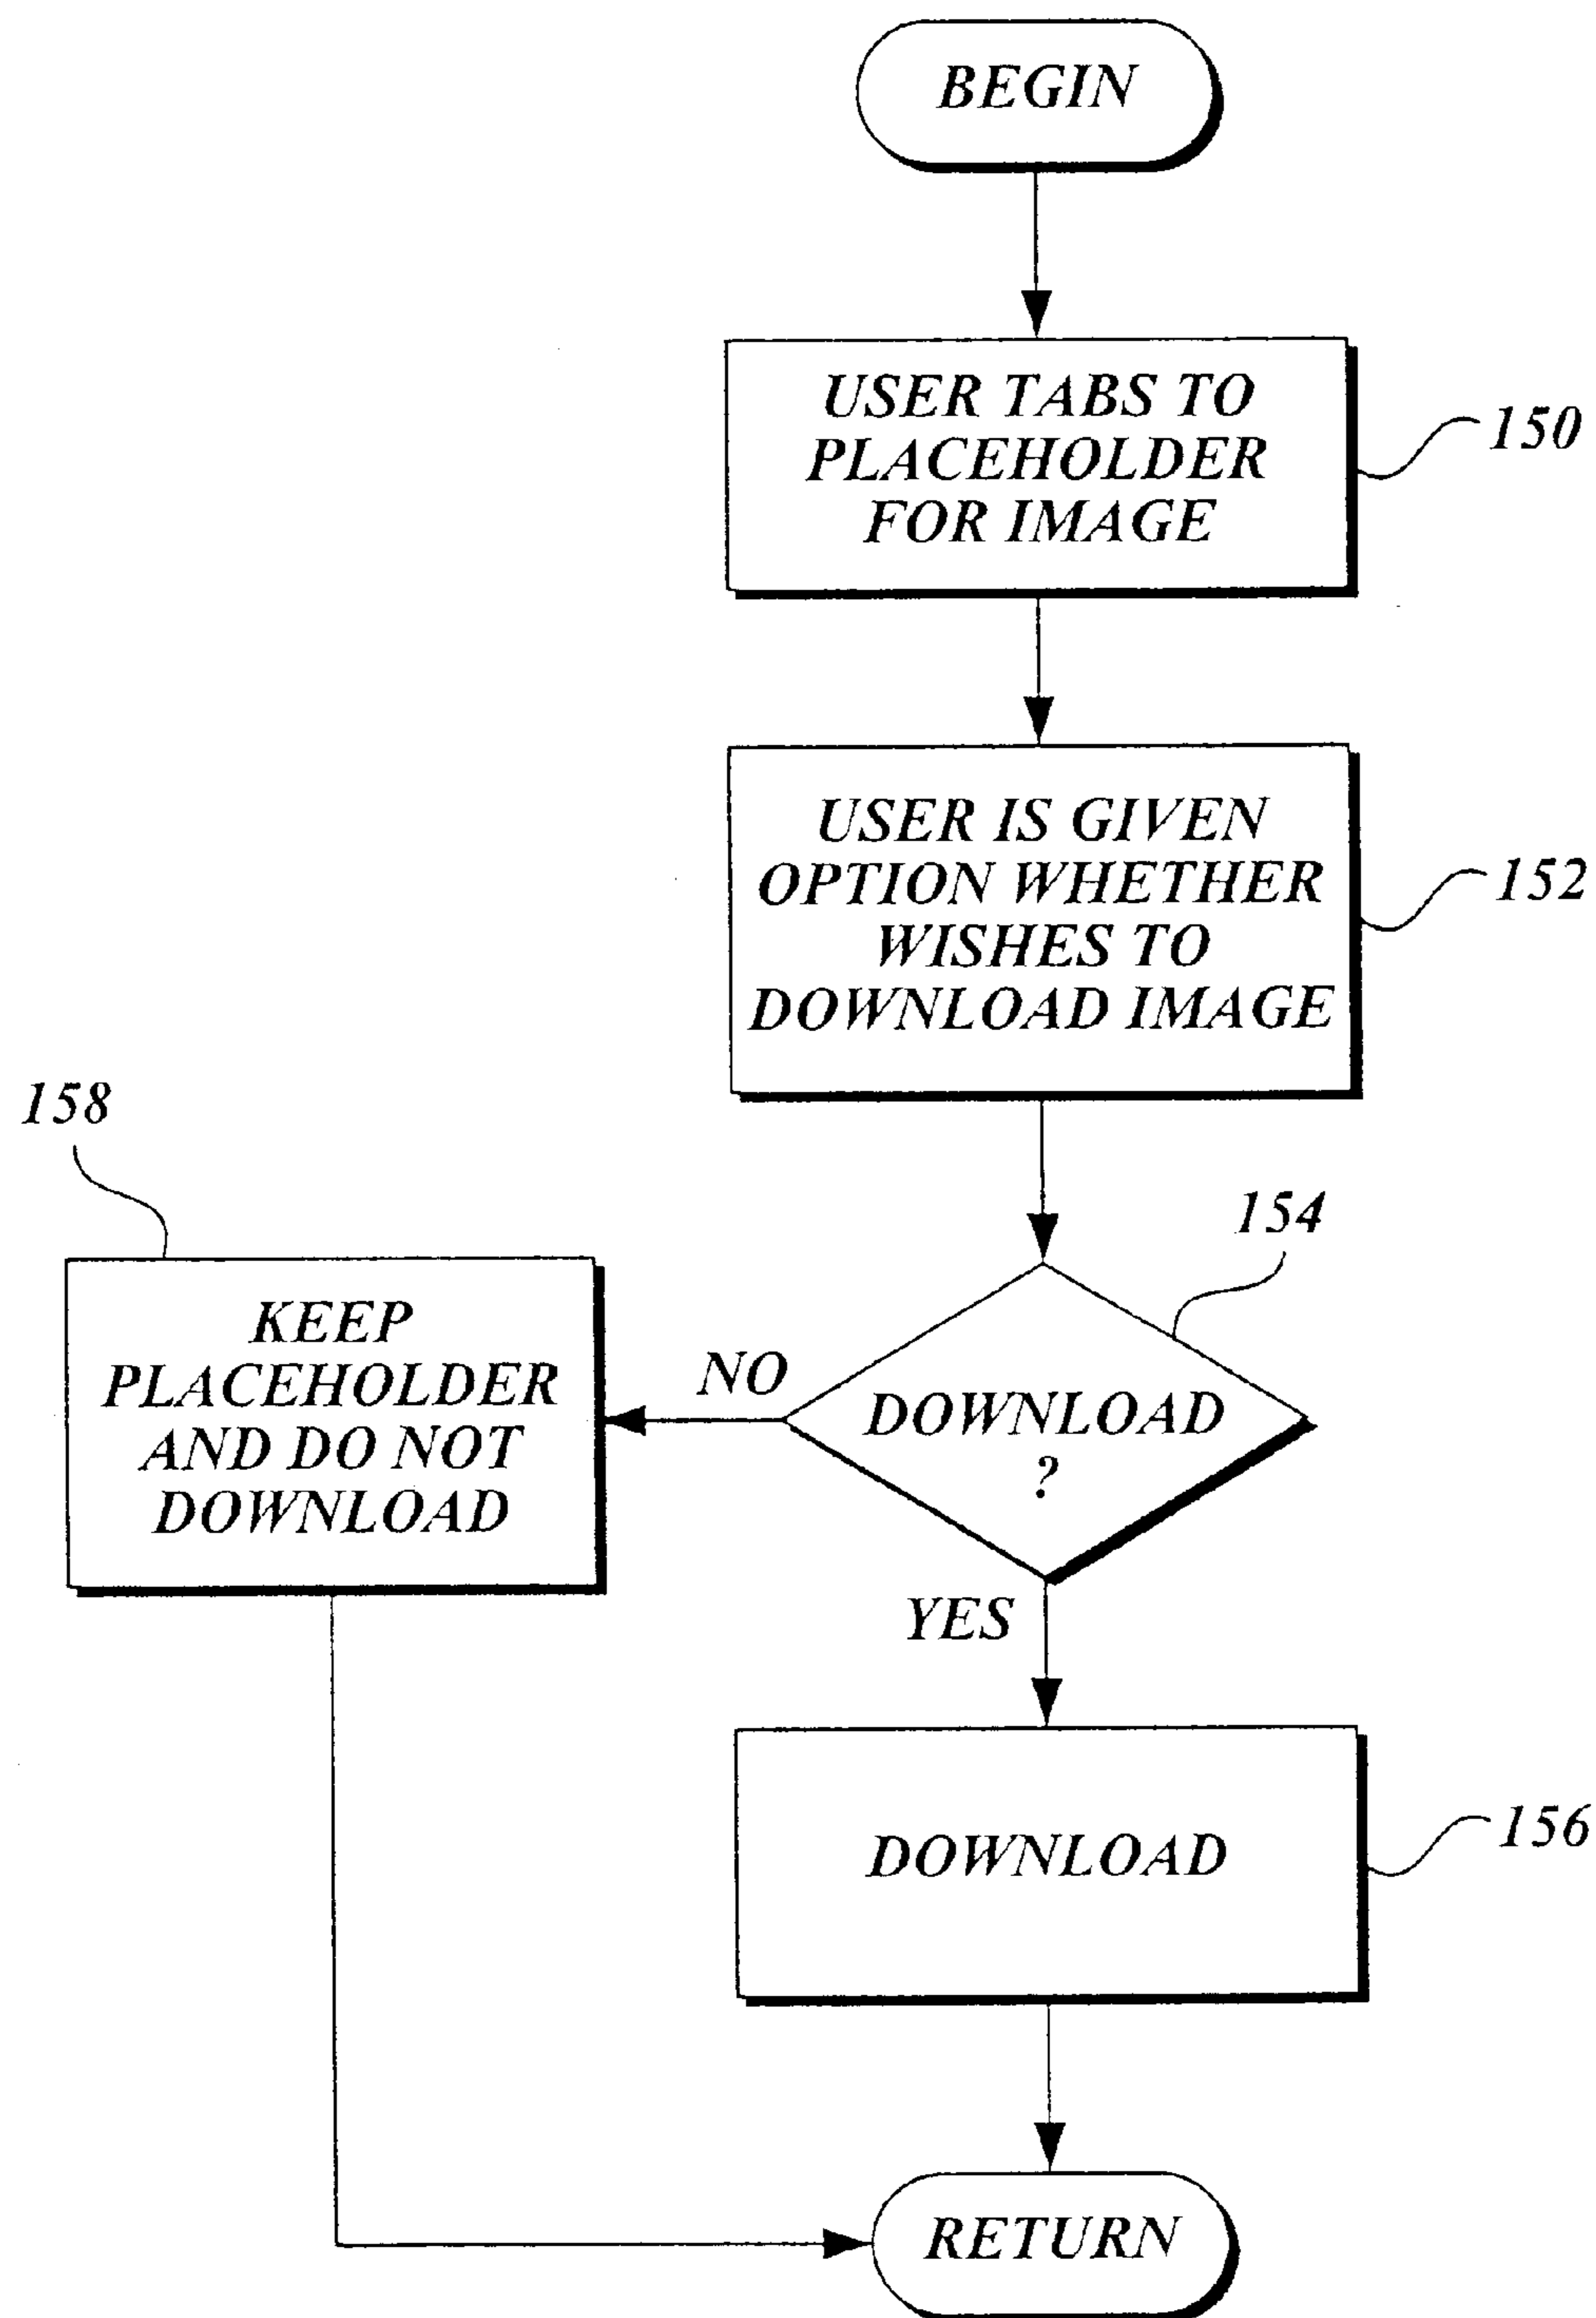 BEGIN
USER TABS TO
PLACEHOLDER
FOR IMAGE
150
USER IS GIVEN
OPTION WHETHER
WISHES TO
DOWNLOAD IMAGE
152
158
154
KEEP
PLACEHOLDER
AND DO NOT
DOWNLOAD
NO
DOWNLOAD
?
YES
DOWNLOAD
156
RETURN